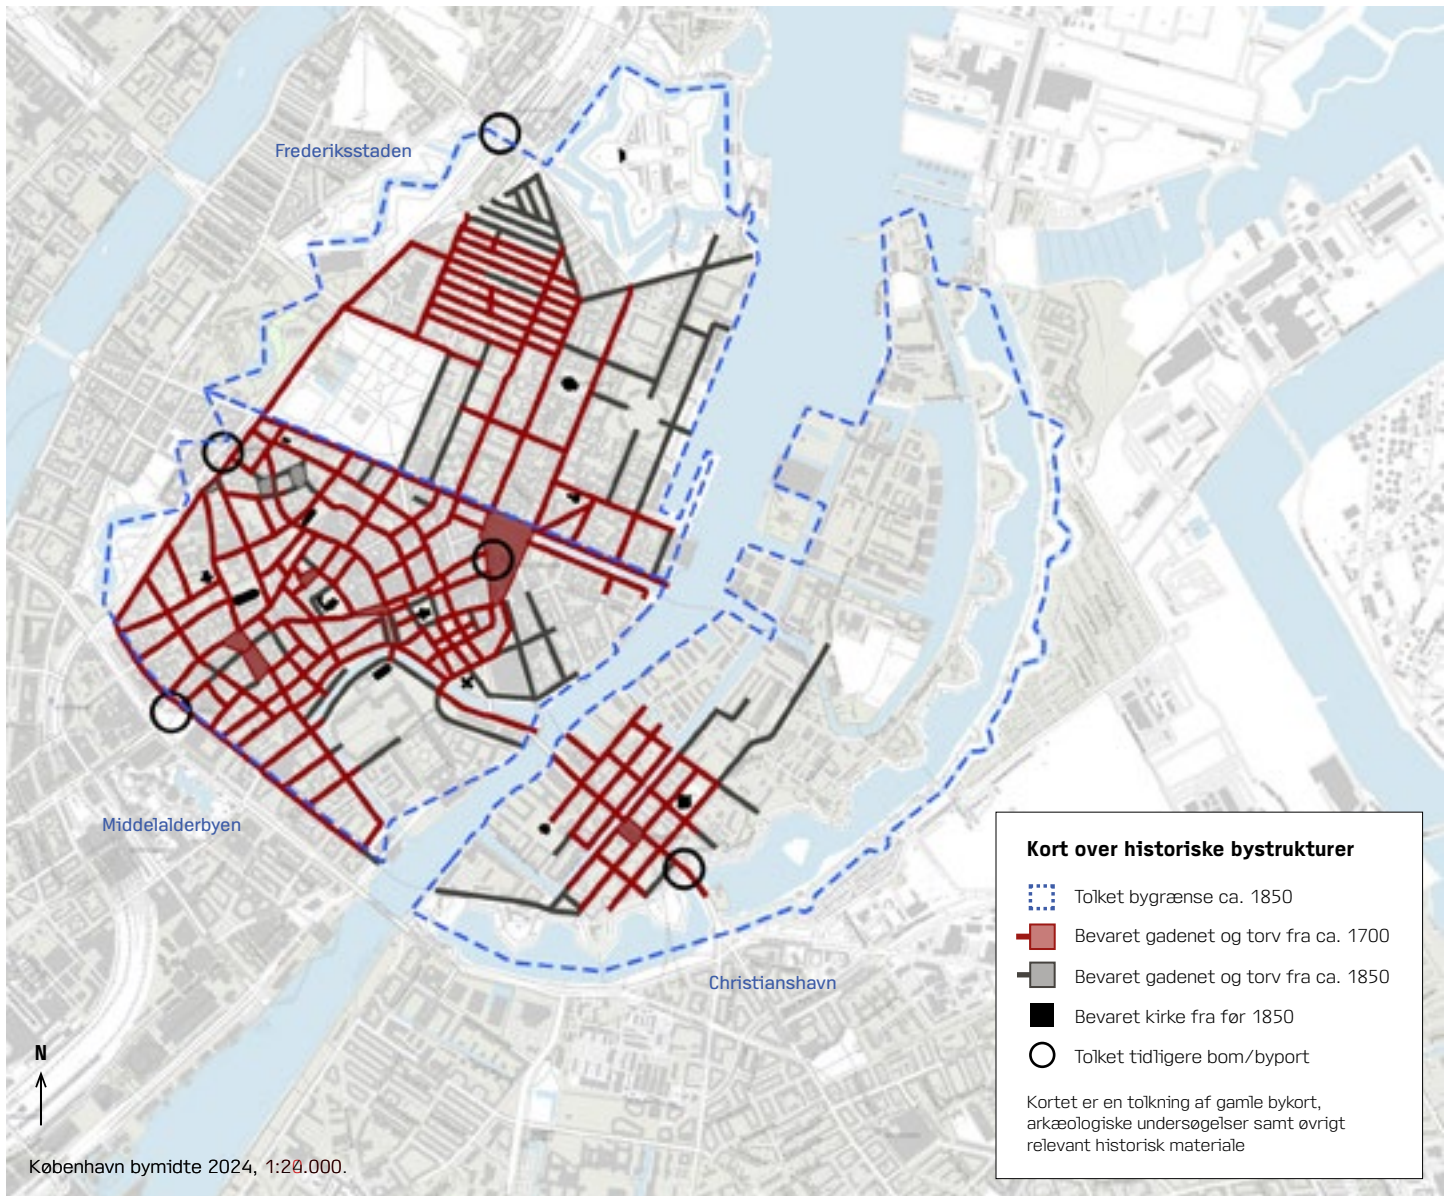 Frederiksstaden
Middelalderbyen
Christianshavn
Kort over historiske bystrukturer
Tolket bygrænse ca. 1850
Bevaret gadenet og torv fra ca. 1700
Bevaret gadenet og torv fra ca. 1850
Bevaret kirke fra før 1850
Tolket tidligere bom/byport
Kortet er en tolkning af gamle bykort,
arkæologiske undersøgelser samt øvrigt
relevant historisk materiale
N
København bymidte 2024,